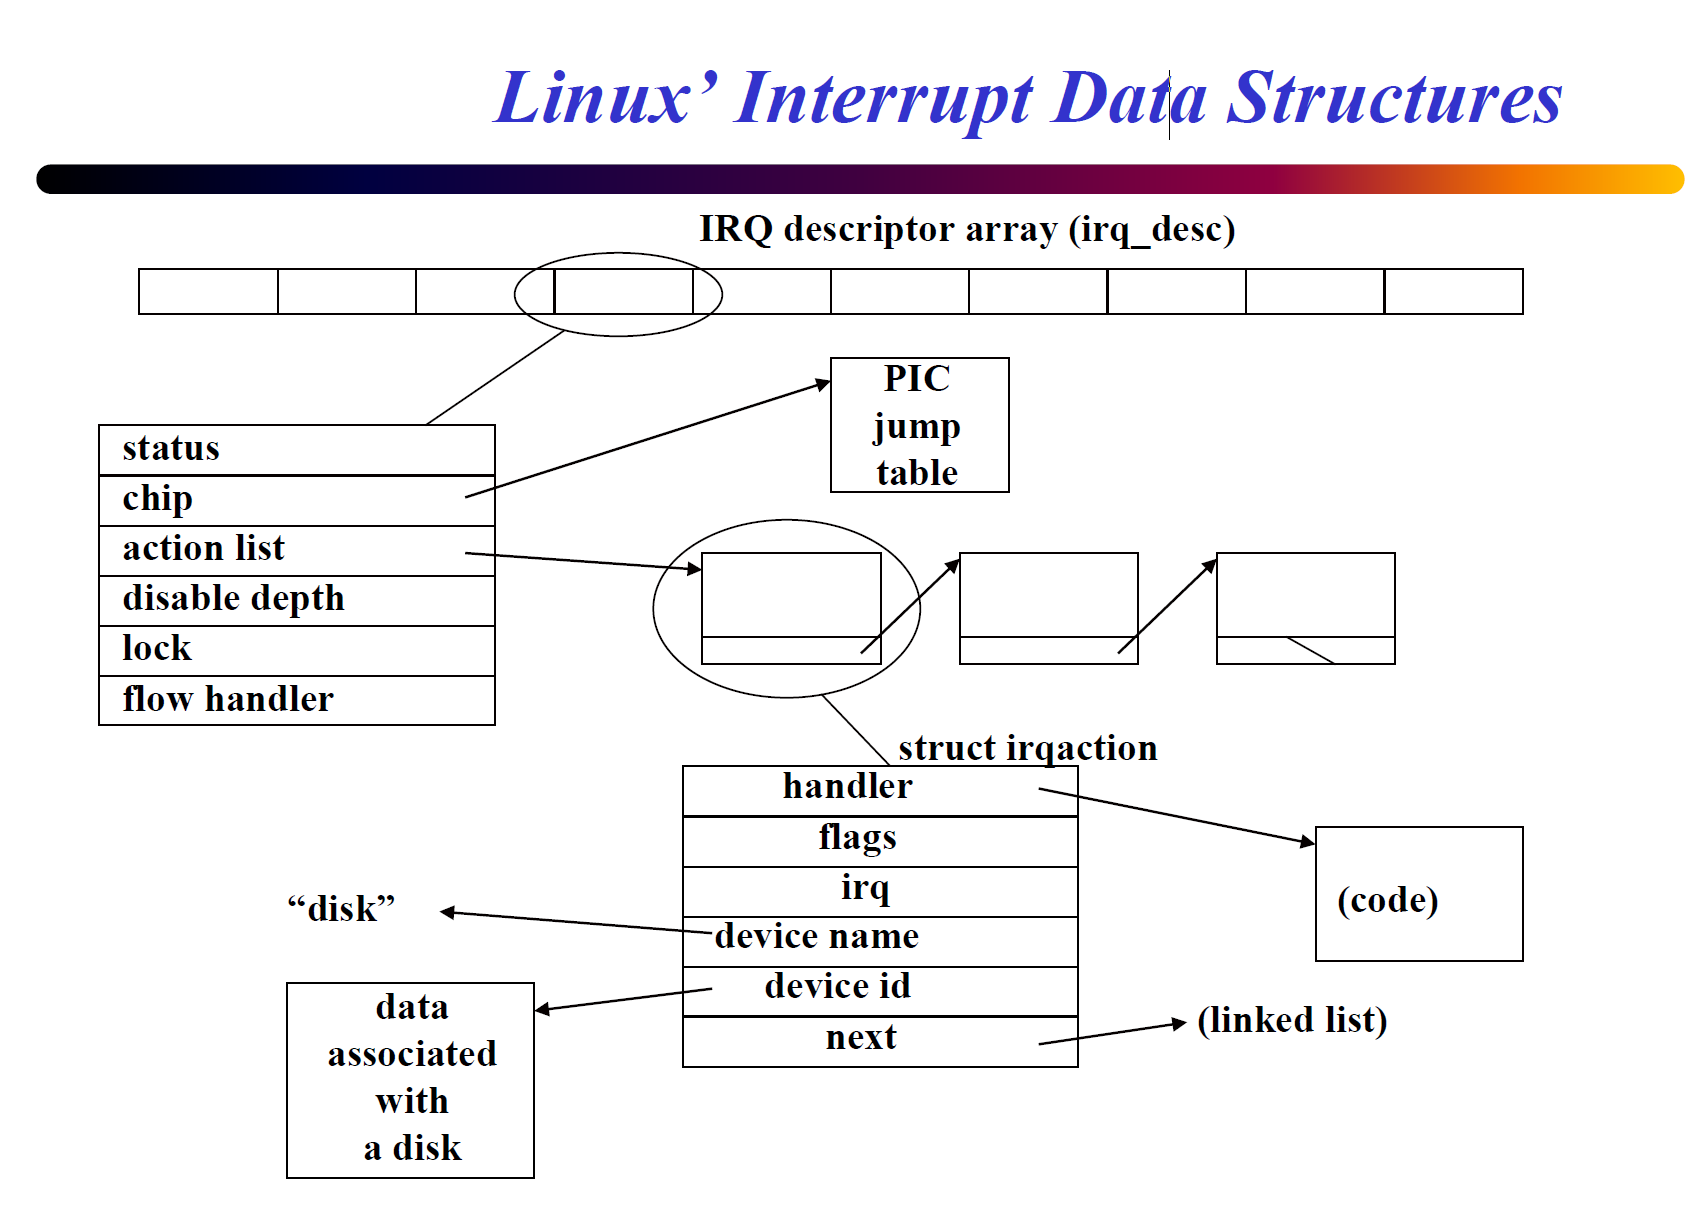 Linux’ Interrupt Data Structures
IRQ descriptor array (irq_desc)
PIC
jump
table
status
chip
action list
disable depth
lock
flow handler
struct irqaction
handler
flags
irq
device name
device id
next
“disk”
(code)
data
associated
with
a disk
(linked list)